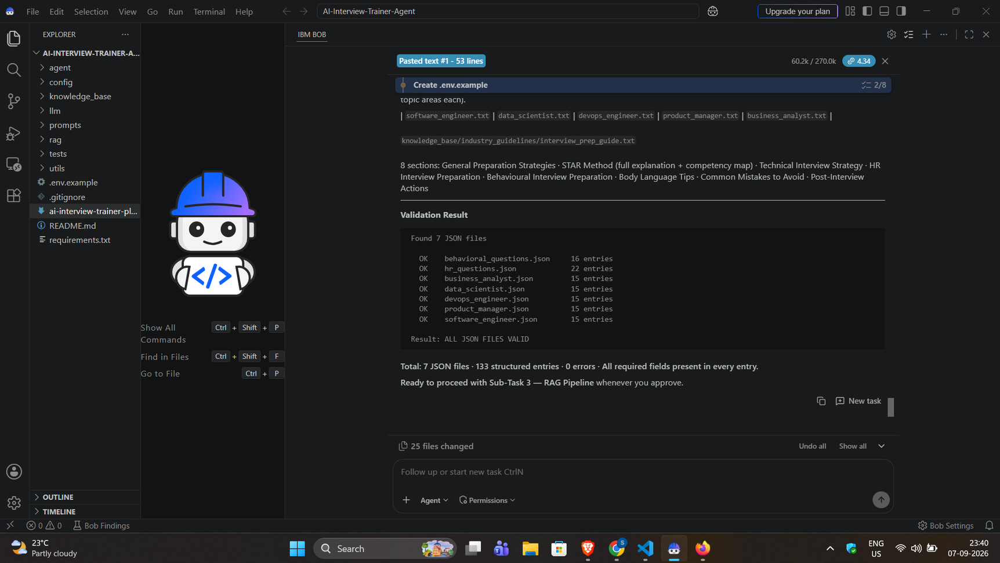 File Edit Selection View Go Run Terminal Help
AI-Interview-Trainer-Agent
Upgrade your plan
EXPLORER
AI-INTERVIEW-TRAINER-A...
agent
config
knowledge_base
llm
prompts
rag
tests
utils
.env.example
.gitignore
ai-interview-trainer-pl...
README.md
requirements.txt
OUTLINE
TIMELINE
</>
Show All Commands Ctrl + Shift + P
Find in Files Ctrl + Shift + F
Go to File Ctrl + P
IBM BOB
Pasted text #1 - 53 lines
60.2k / 270.0k 4.34
Create .env.example 2/8
topic areas each).
| software_engineer.txt | data_scientist.txt | devops_engineer.txt | product_manager.txt | business_analyst.txt |
knowledge_base/industry_guidelines/interview_prep_guide.txt
8 sections: General Preparation Strategies · STAR Method (full explanation + competency map) · Technical Interview Strategy · HR
Interview Preparation · Behavioural Interview Preparation · Body Language Tips · Common Mistakes to Avoid · Post-Interview
Actions
Validation Result
Found 7 JSON files
OK behavioral_questions.json 16 entries
OK hr_questions.json 22 entries
OK business_analyst.json 15 entries
OK data_scientist.json 15 entries
OK devops_engineer.json 15 entries
OK product_manager.json 15 entries
OK software_engineer.json 15 entries
Result: ALL JSON FILES VALID
Total: 7 JSON files · 133 structured entries · 0 errors · All required fields present in every entry.
Ready to proceed with Sub-Task 3 — RAG Pipeline whenever you approve.
New task
25 files changed
Undo all Show all
Follow up or start new task CtrlN
Agent Permissions
0 0 Bob Findings
Bob Settings
23°C
Partly cloudy
Search
S
ENG
US
23:40
07-09-2026